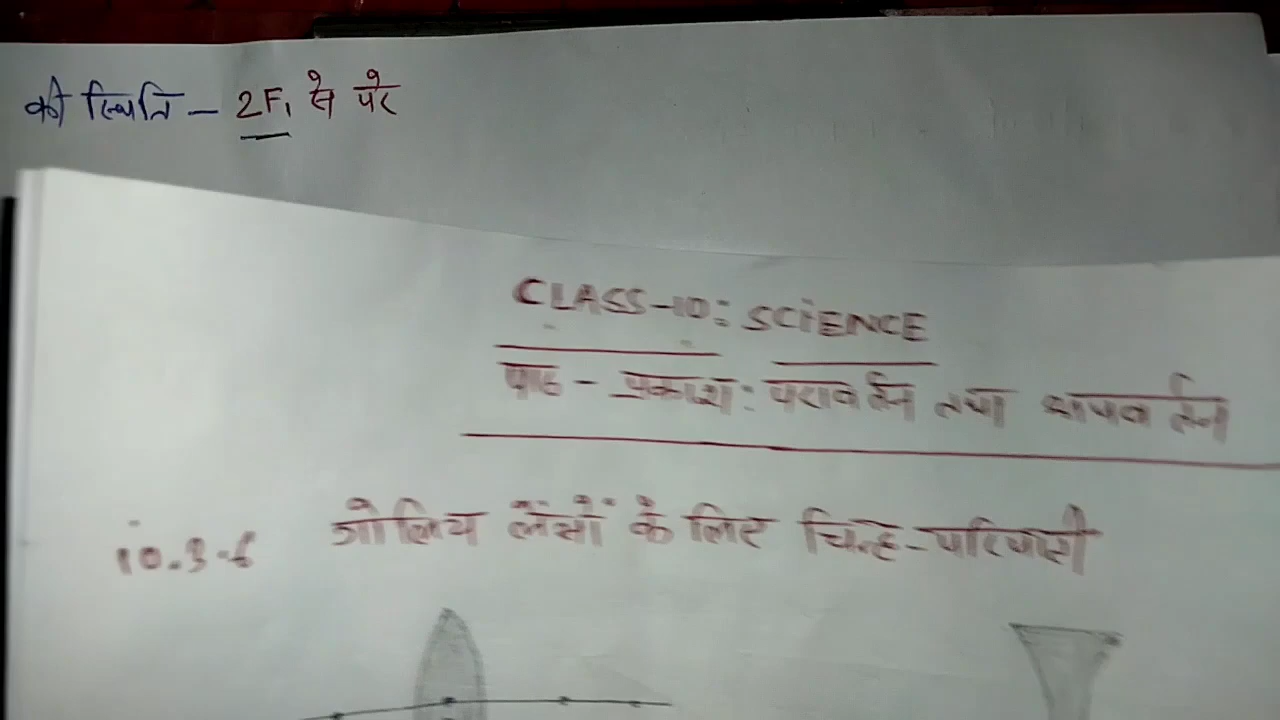 की स्थिति - 2F₁ से परे
CLASS-10: SCIENCE
पाठ - प्रकाश: परावर्तन तथा अपवर्तन
10.3.6 गोलिय लेंसों के लिए चिन्ह-परिपाटी